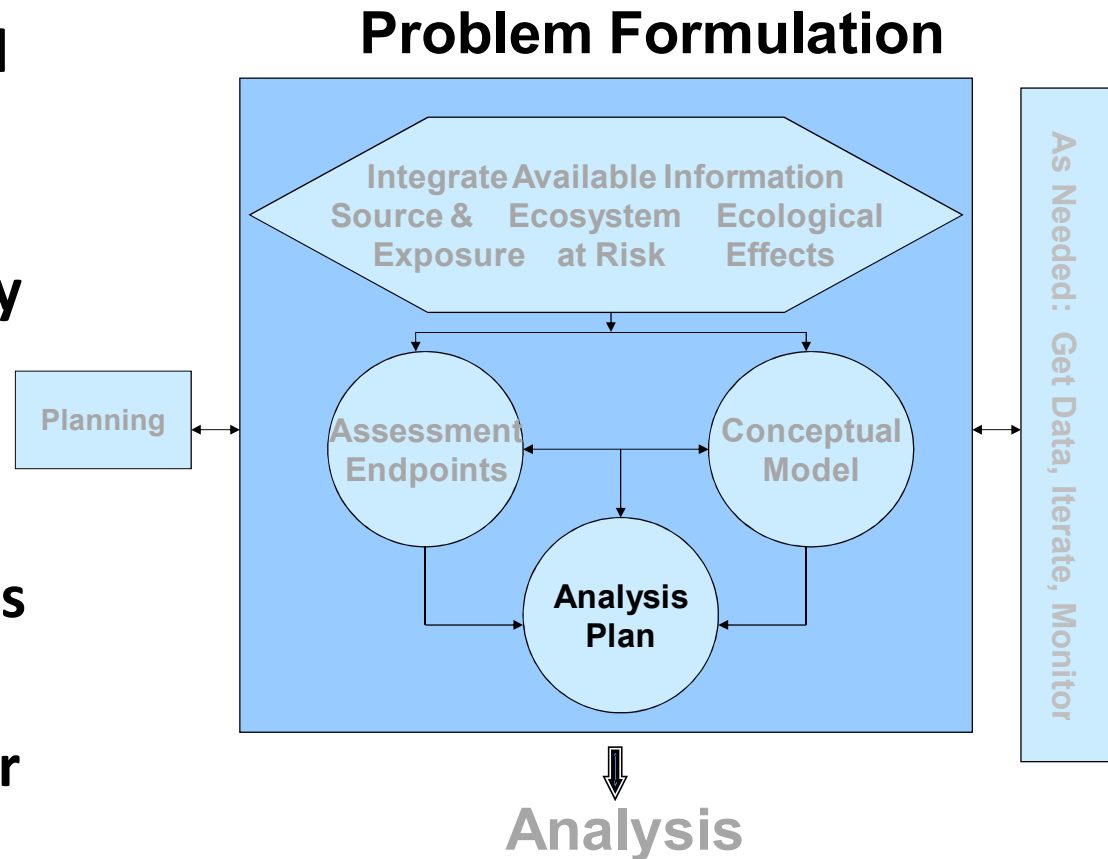 Problem Formulation
Integrate Available Information
Source & Ecosystem Ecological
Exposure at Risk Effects
Planning
Assessment
Endpoints
Conceptual
Model
Analysis
Plan
As Needed: Get Data, Iterate, Monitor
Analysis
y
s
r